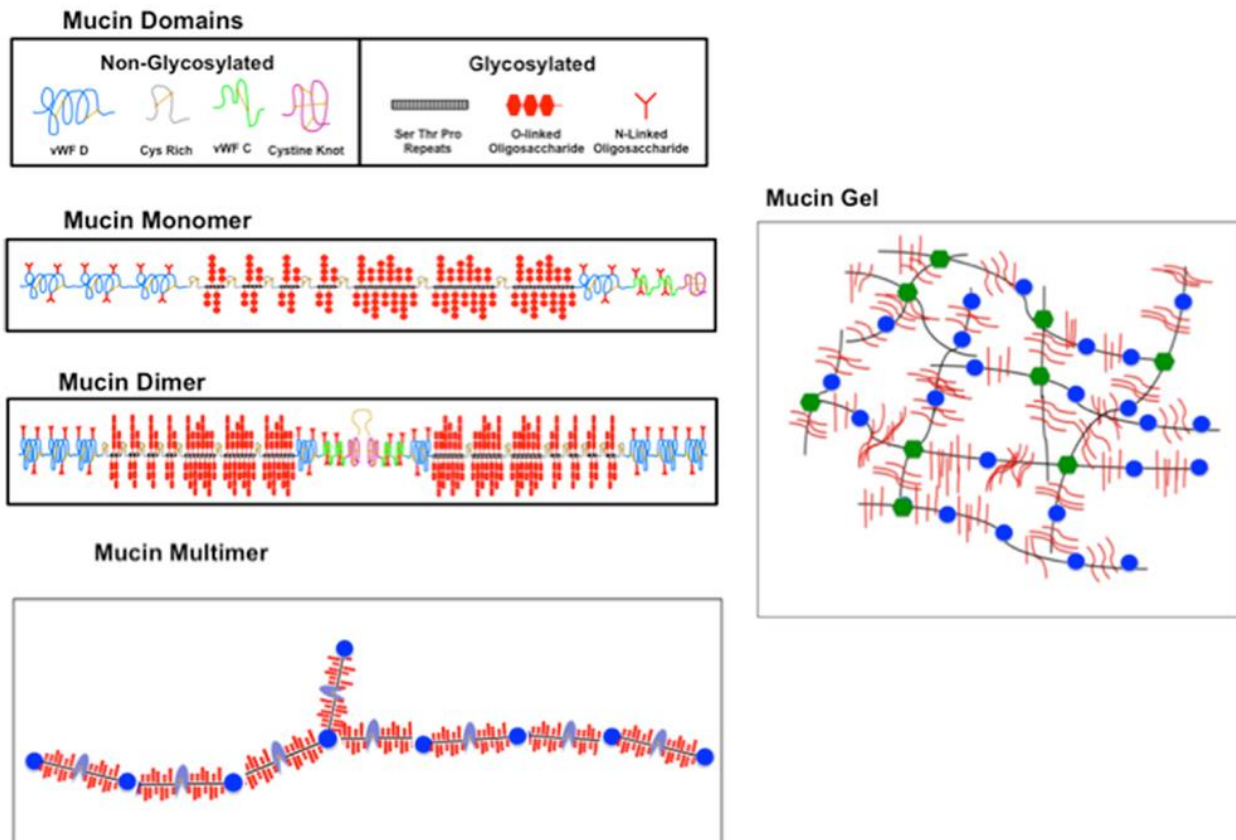 Mucin Domains
Non-Glycosylated
Glycosylated
vWF D
Cys Rich
vWF C
Cystine Knot
Ser Thr Pro
Repeats
O-linked
Oligosaccharide
N-Linked
Oligosaccharide
Mucin Monomer
Mucin Dimer
Mucin Multimer
Mucin Gel